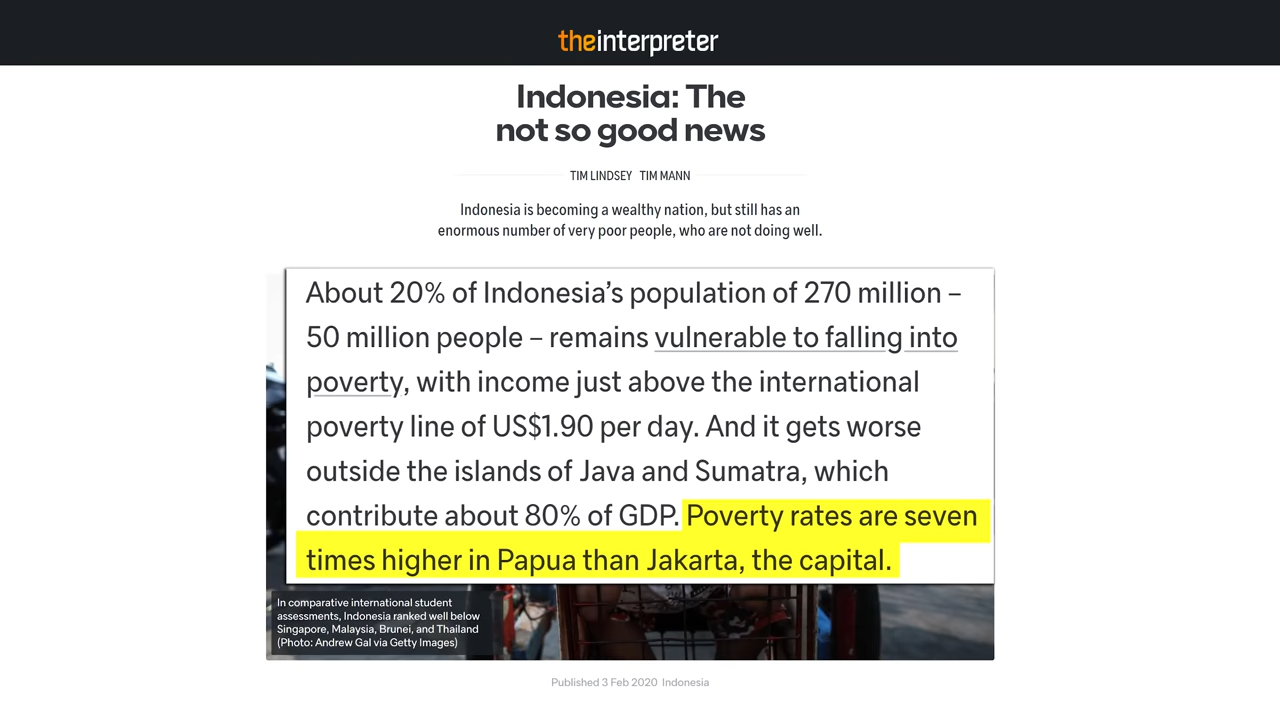 theinterpreter
Indonesia: The
not so good news
TIM LINDSEY TIM MANN
Indonesia is becoming a wealthy nation, but still has an
enormous number of very poor people, who are not doing well.
About 20% of Indonesia’s population of 270 million –
50 million people – remains vulnerable to falling into
poverty, with income just above the international
poverty line of US$1.90 per day. And it gets worse
outside the islands of Java and Sumatra, which
contribute about 80% of GDP. Poverty rates are seven
times higher in Papua than Jakarta, the capital.
In comparative international student
assessments, Indonesia ranked well below
Singapore, Malaysia, Brunei, and Thailand
(Photo: Andrew Gal via Getty Images)
Published 3 Feb 2020 Indonesia